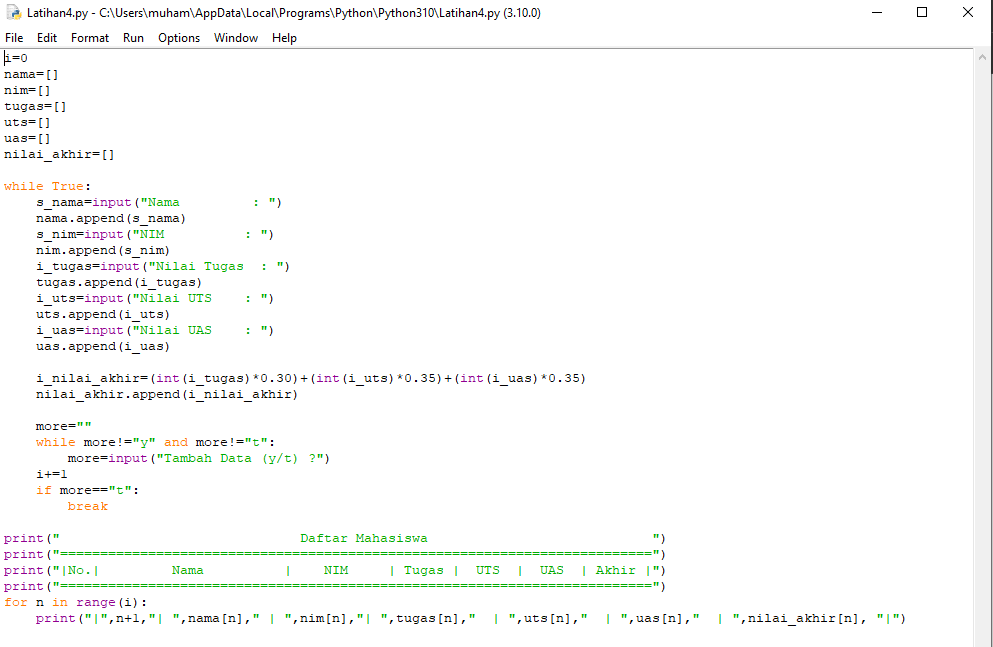 Latihan4.py - C:\Users\muham\AppData\Local\Programs\Python\Python310\Latihan4.py (3.10.0)
File Edit Format Run Options Window Help
i=0
nama=[]
nim=[]
tugas=[]
uts=[]
uas=[]
nilai_akhir=[]

while True:
    s_nama=input("Nama         : ")
    nama.append(s_nama)
    s_nim=input("NIM          : ")
    nim.append(s_nim)
    i_tugas=input("Nilai Tugas  : ")
    tugas.append(i_tugas)
    i_uts=input("Nilai UTS    : ")
    uts.append(i_uts)
    i_uas=input("Nilai UAS    : ")
    uas.append(i_uas)

    i_nilai_akhir=(int(i_tugas)*0.30)+(int(i_uts)*0.35)+(int(i_uas)*0.35)
    nilai_akhir.append(i_nilai_akhir)

    more=""
    while more!="y" and more!="t":
        more=input("Tambah Data (y/t) ?")
    i+=1
    if more=="t":
        break

print("                              Daftar Mahasiswa                            ")
print("==========================================================================")
print("|No.|         Nama          |    NIM     | Tugas |  UTS  |  UAS  | Akhir |")
print("==========================================================================")
for n in range(i):
    print("|",n+1,"| ",nama[n]," | ",nim[n],"| ",tugas[n],"  | ",uts[n],"  | ",uas[n],"  | ",nilai_akhir[n], "|")